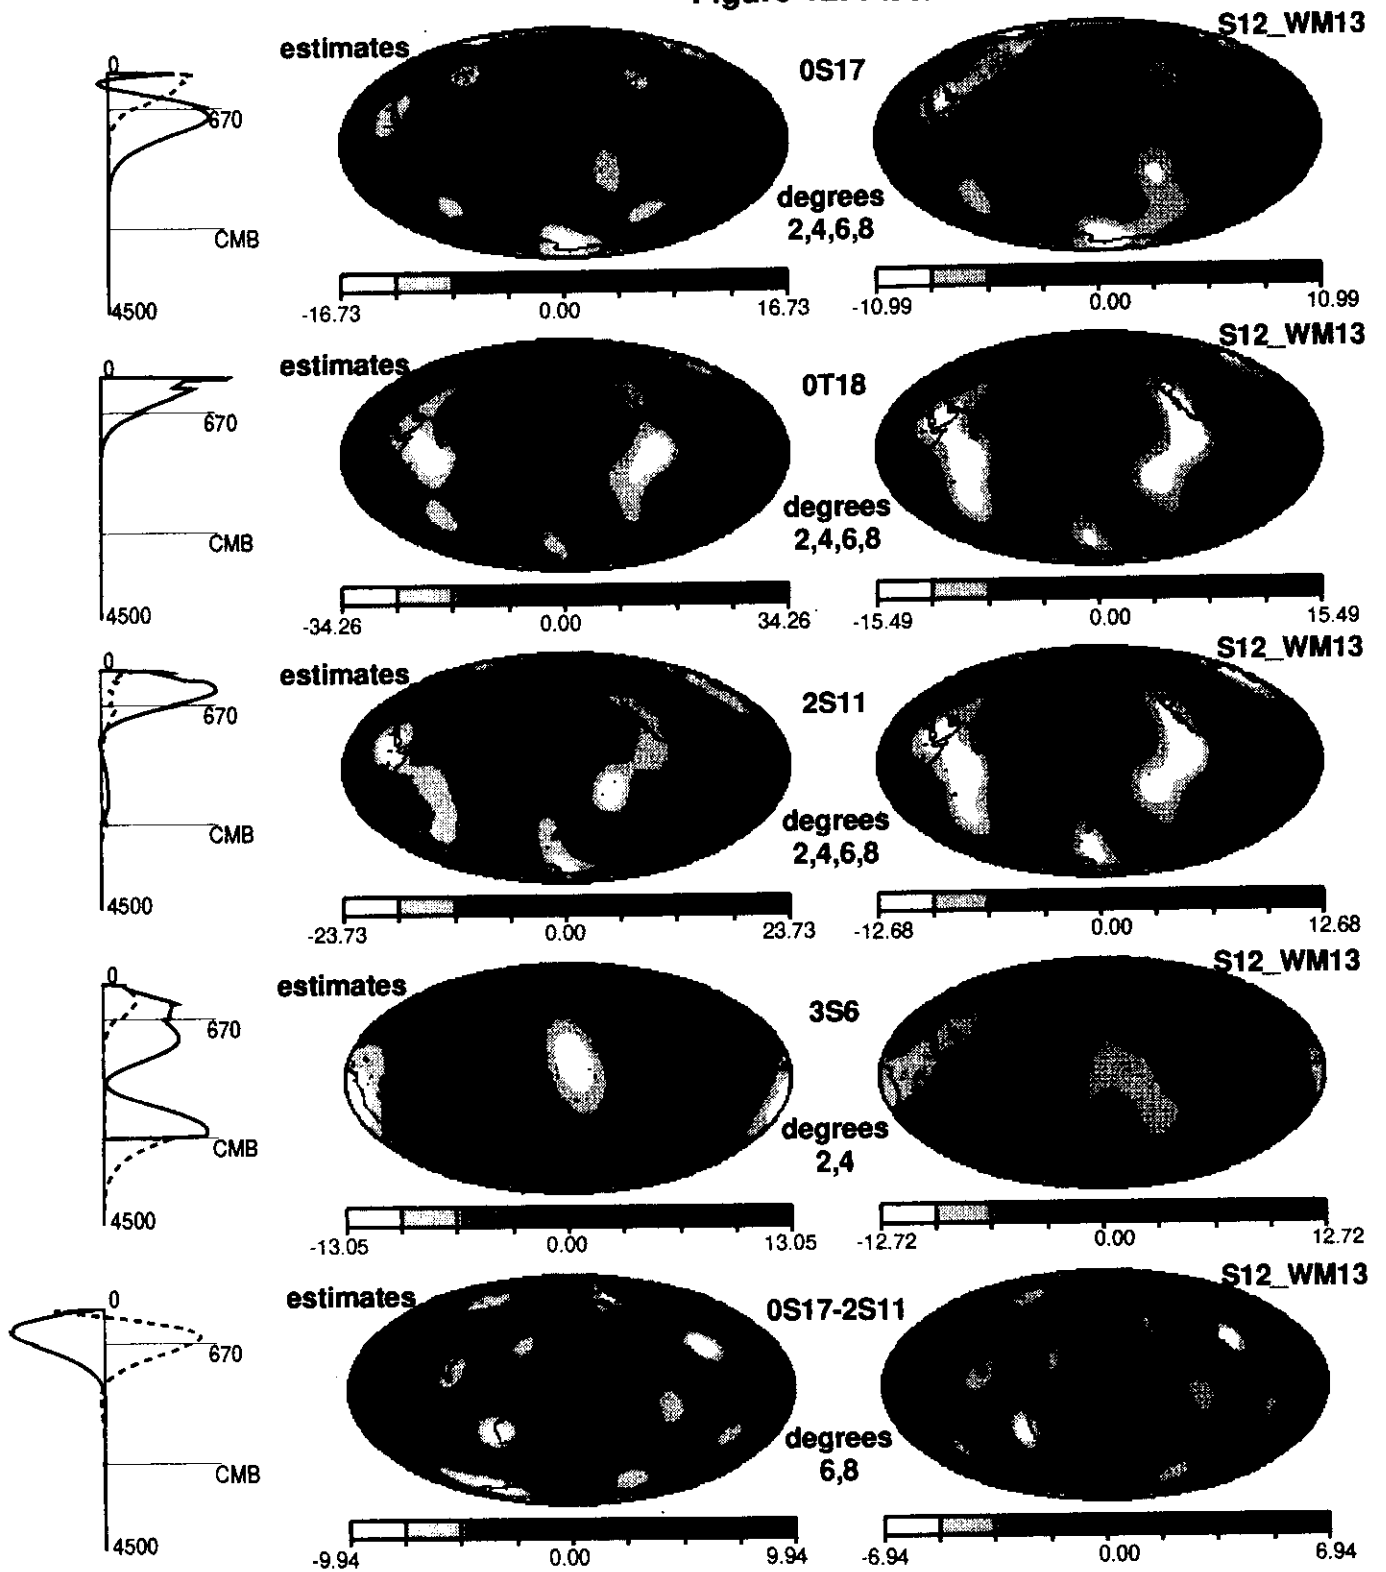 estimates
S12_WM13
0
0S17
670
degrees
2,4,6,8
CMB
4500
-16.73 0.00 16.73
-10.99 0.00 10.99
estimates
S12_WM13
0
0T18
670
degrees
2,4,6,8
CMB
4500
-34.26 0.00 34.26
-15.49 0.00 15.49
estimates
S12_WM13
0
2S11
670
degrees
2,4,6,8
CMB
4500
-23.73 0.00 23.73
-12.68 0.00 12.68
estimates
S12_WM13
0
3S6
670
degrees
2,4
CMB
4500
-13.05 0.00 13.05
-12.72 0.00 12.72
estimates
S12_WM13
0
0S17-2S11
670
degrees
6,8
CMB
4500
-9.94 0.00 9.94
-6.94 0.00 6.94